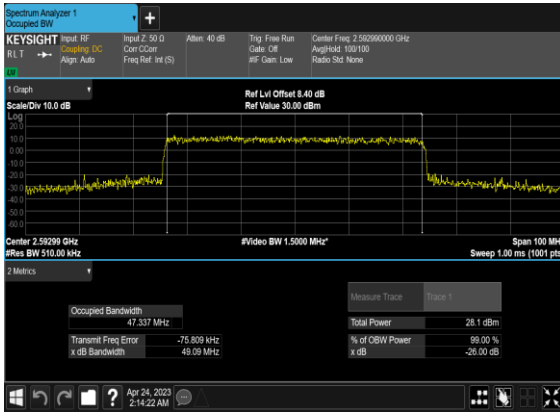 Spectrum Analyzer 1
Occupied BW
+
KEYSIGHT Input: RF Input Z: 50 Ω Atten: 40 dB Trig: Free Run Center Freq: 2.592990000 GHz
RLT Coupling: DC Corr CCorr Gate: Off Avg|Hold: 100/100
Align: Auto Freq Ref: Int (S) #IF Gain: Low Radio Std: None
1 Graph
Ref Lvl Offset 8.40 dB
Scale/Div 10.0 dB Ref Value 30.00 dBm
Log
20.0
10.0
0.00
-10.0
-20.0
-30.0
-40.0
-50.0
-60.0
Center 2.59299 GHz #Video BW 1.5000 MHz* Span 100 MH
#Res BW 510.00 kHz Sweep 1.00 ms (1001 pts
2 Metrics
Measure Trace Trace 1
Occupied Bandwidth
47.337 MHz Total Power 28.1 dBm
Transmit Freq Error -75.809 kHz % of OBW Power 99.00 %
x dB Bandwidth 49.09 MHz x dB -26.00 dB
? Apr 24, 2023
2:14:22 AM